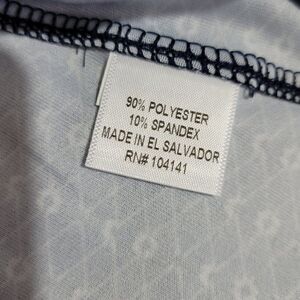 90% POLYESTER
10% SPANDEX
MADE IN EL SALVADOR
RN# 104141